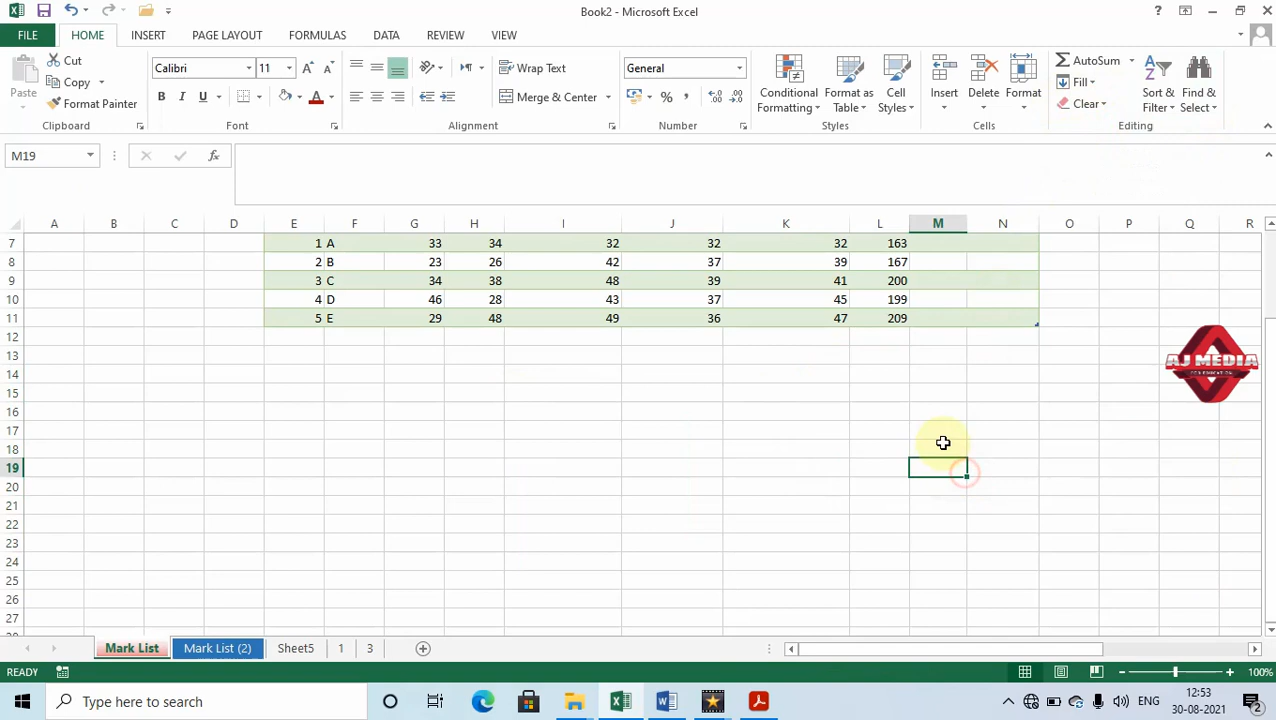 Book2 - Microsoft Excel
?
FILE HOME INSERT PAGE LAYOUT FORMULAS DATA REVIEW VIEW
Cut Calibri 11 Wrap Text General AutoSum
Paste Copy Fill
Format Painter B I U A Merge & Center % , Conditional Formatting Format as Table Cell Styles Insert Delete Format Clear Sort & Filter Find & Select
Clipboard Font Alignment Number Styles Cells Editing
M19 fx
A B C D E F G H I J K L M N O P Q R
7 1 A 33 34 32 32 32 163
8 2 B 23 26 42 37 39 167
9 3 C 34 38 48 39 41 200
10 4 D 46 28 43 37 45 199
11 5 E 29 48 49 36 47 209
12
13
14
AJ MEDIA
FOR EDUCATION
15
16
17
18
19
20
21
22
23
24
25
26
27
Mark List Mark List (2) Sheet5 1 3
READY 100%
Type here to search ENG 12:53
30-08-2021 2